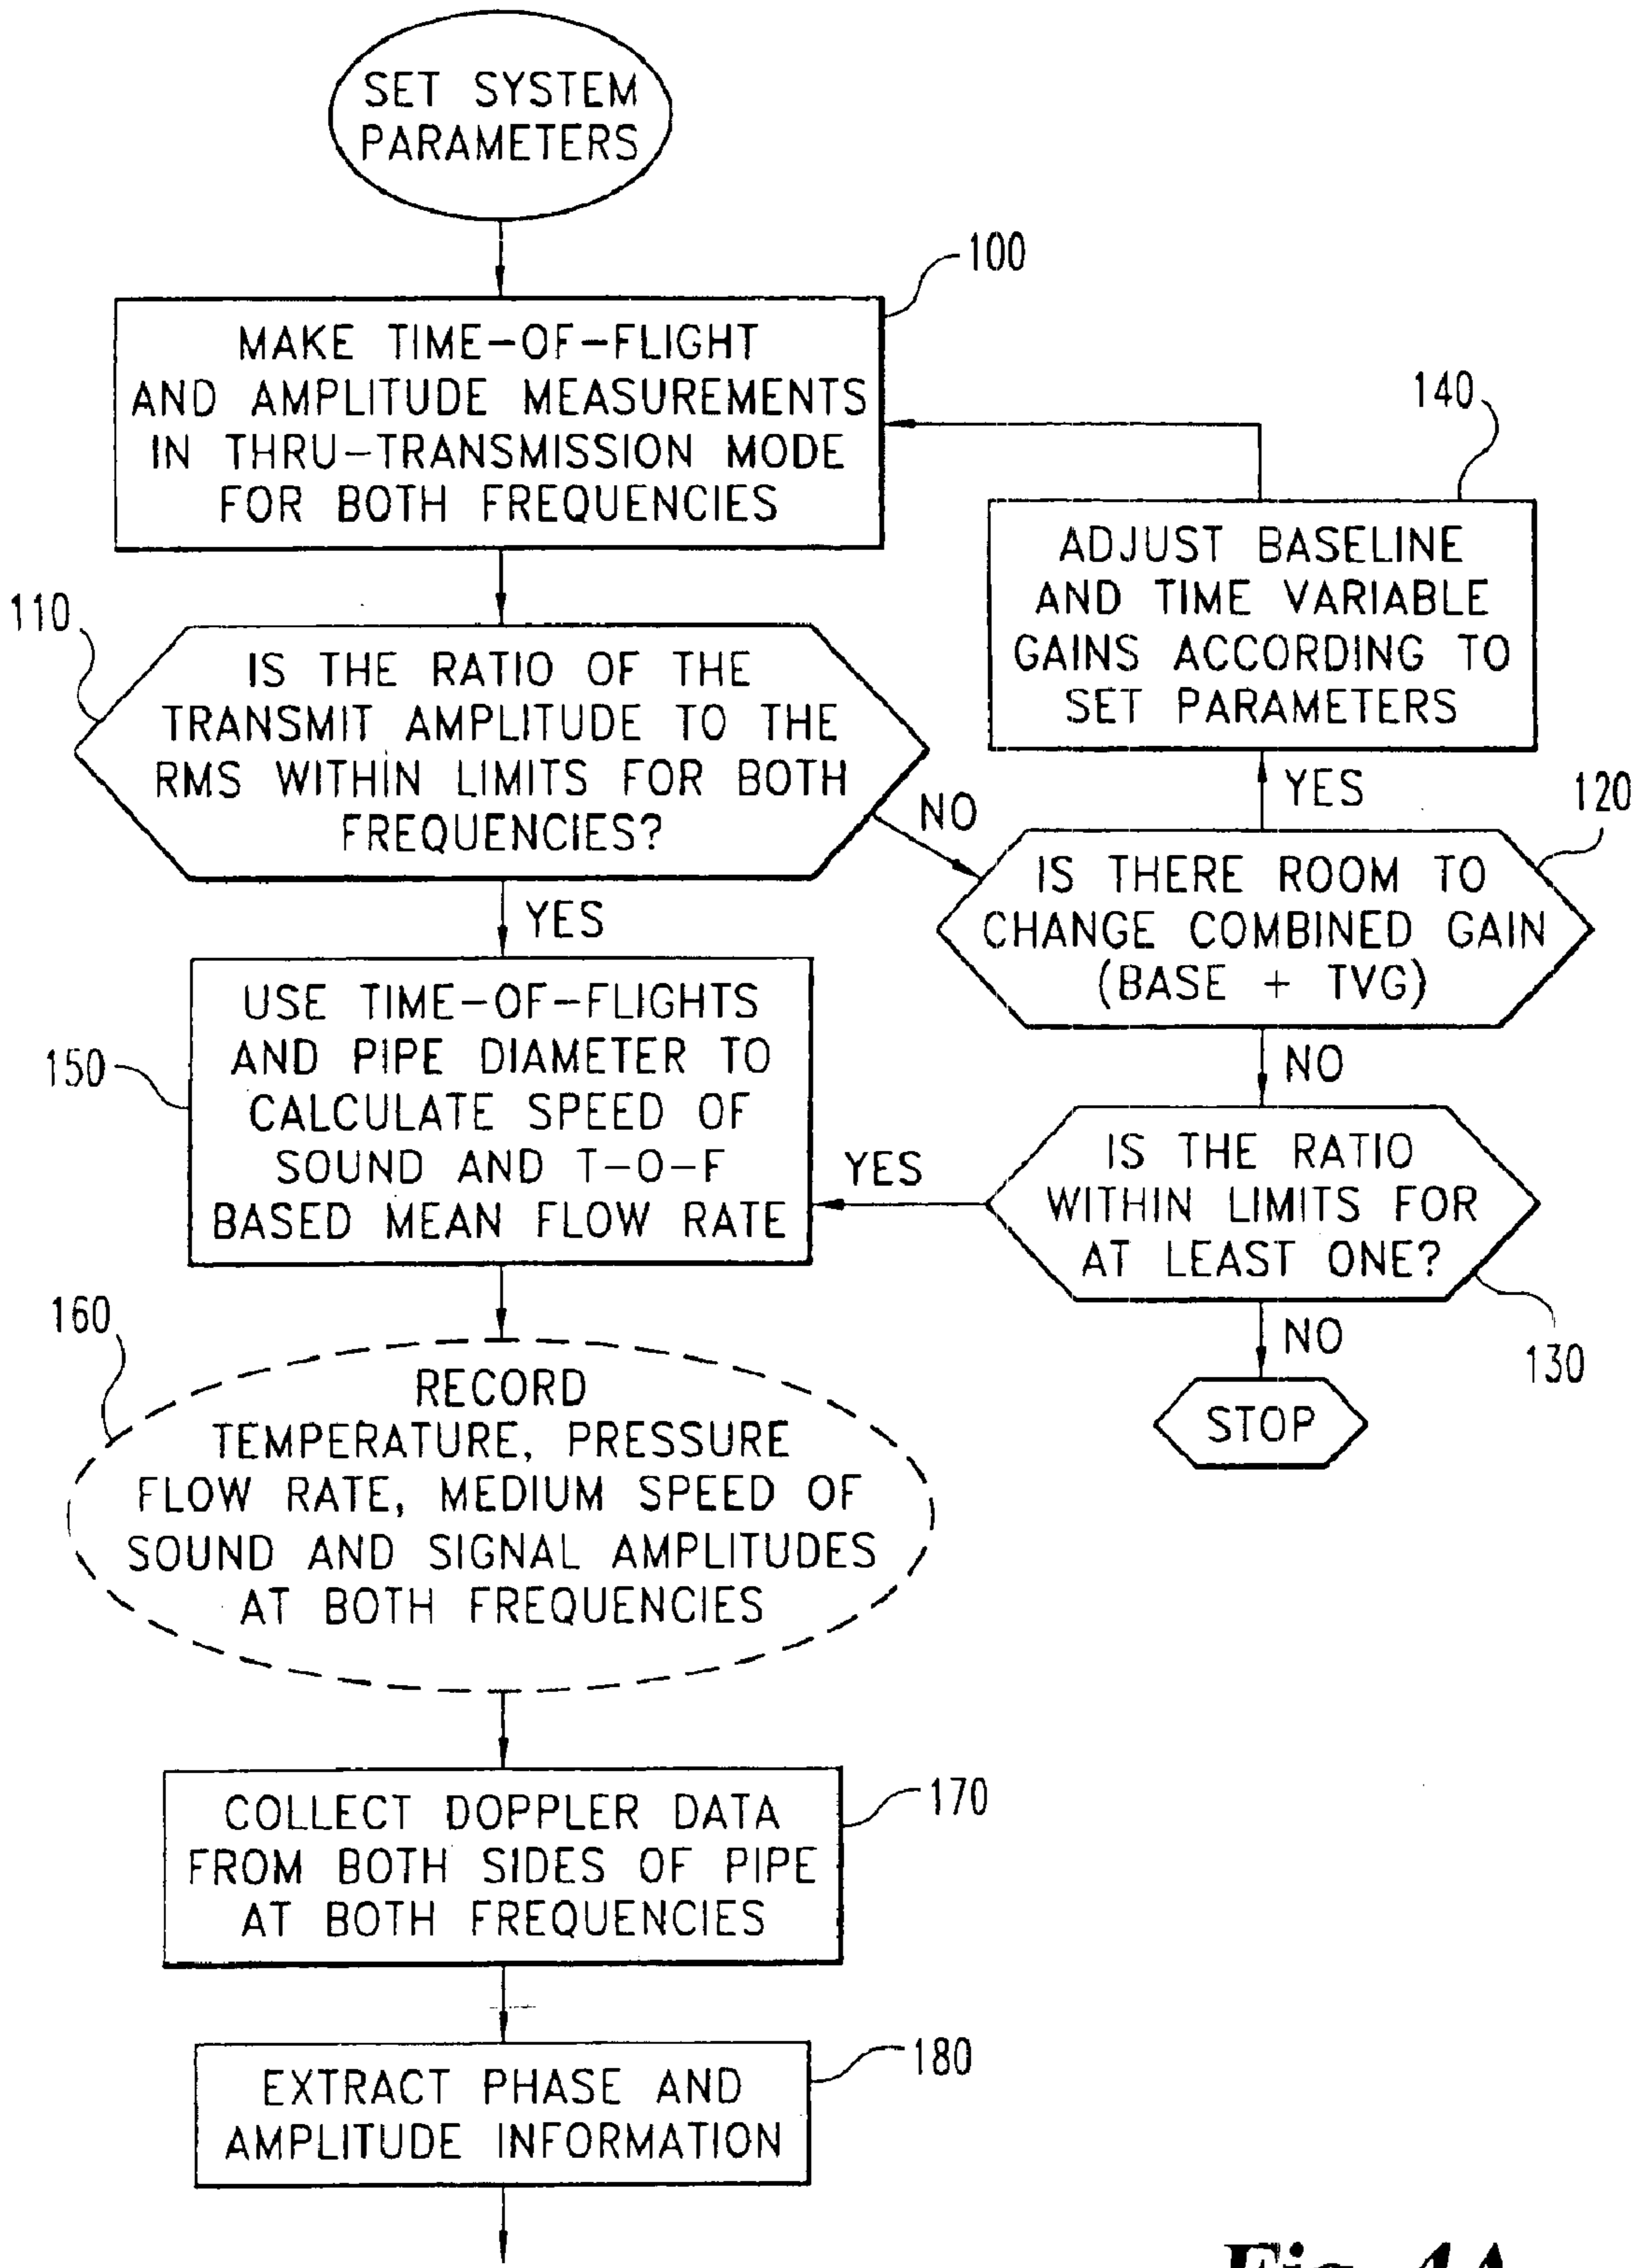 SET SYSTEM
PARAMETERS
100
MAKE TIME-OF-FLIGHT
AND AMPLITUDE MEASUREMENTS
IN THRU-TRANSMISSION MODE
FOR BOTH FREQUENCIES
140
ADJUST BASELINE
AND TIME VARIABLE
GAINS ACCORDING TO
SET PARAMETERS
110
IS THE RATIO OF THE
TRANSMIT AMPLITUDE TO THE
RMS WITHIN LIMITS FOR BOTH
FREQUENCIES?
NO
YES
120
IS THERE ROOM TO
CHANGE COMBINED GAIN
(BASE + TVG)
YES
NO
150
USE TIME-OF-FLIGHTS
AND PIPE DIAMETER TO
CALCULATE SPEED OF
SOUND AND T-O-F
BASED MEAN FLOW RATE
YES
IS THE RATIO
WITHIN LIMITS FOR
AT LEAST ONE?
130
NO
STOP
160
RECORD
TEMPERATURE, PRESSURE
FLOW RATE, MEDIUM SPEED OF
SOUND AND SIGNAL AMPLITUDES
AT BOTH FREQUENCIES
170
COLLECT DOPPLER DATA
FROM BOTH SIDES OF PIPE
AT BOTH FREQUENCIES
180
EXTRACT PHASE AND
AMPLITUDE INFORMATION